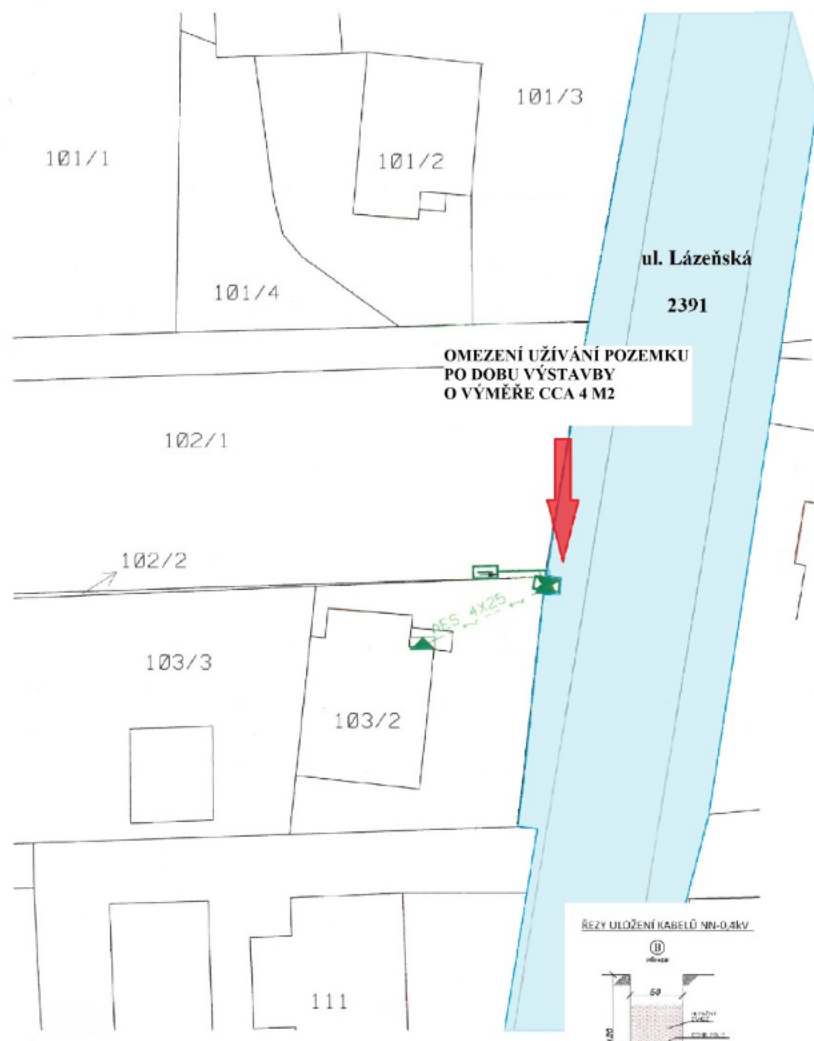 101/3
101/1
101/2
ul. Lázeňská
101/4
2391
OMEZENÍ UŽÍVÁNÍ POZEMKU
PO DOBU VÝSTAVBY
O VÝMĚŘE CCA 4 M2
102/1
102/2
AES 4X25
103/3
103/2
ŘEZY ULOŽENÍ KABELŮ NN-0,4kV
B
50
111